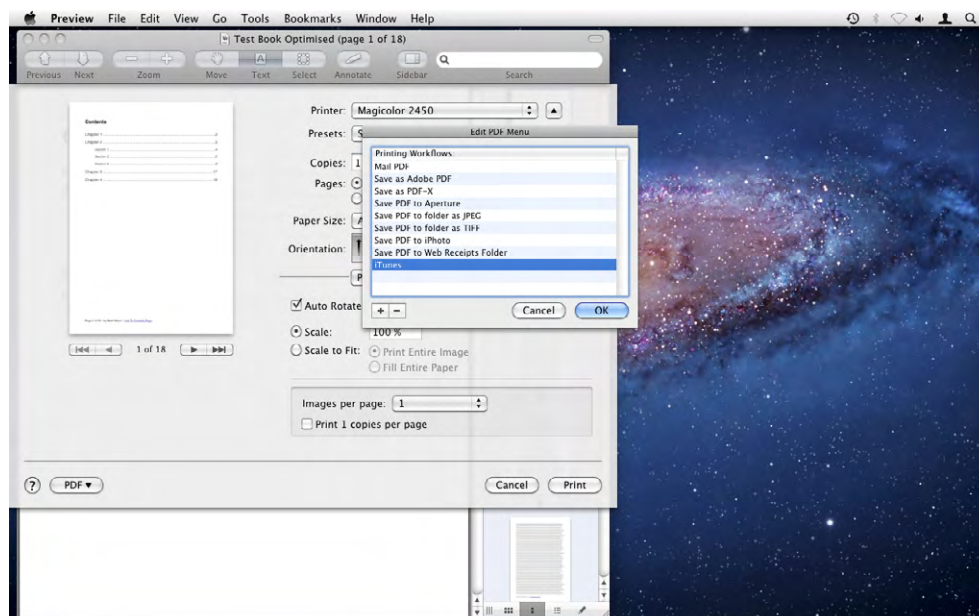 Preview File Edit View Go Tools Bookmarks Window Help
Test Book Optimised (page 1 of 18)
Previous Next Zoom Move Text Select Annotate Sidebar Search
Contents
Printer: Magicolor 2450
Presets: S
Copies: 1
Pages:
Paper Size: A
Orientation:
P
Edit PDF Menu
Printing Workflows:
Mail PDF
Save as Adobe PDF
Save as PDF-X
Save PDF to Aperture
Save PDF to folder as JPEG
Save PDF to folder as TIFF
Save PDF to iPhoto
Save PDF to Web Receipts Folder
iTunes
+ −
Cancel OK
Auto Rotate
Scale: 100 %
Scale to Fit: Print Entire Image
Fill Entire Paper
1 of 18
Images per page: 1
Print 1 copies per page
? PDF▾
Cancel Print